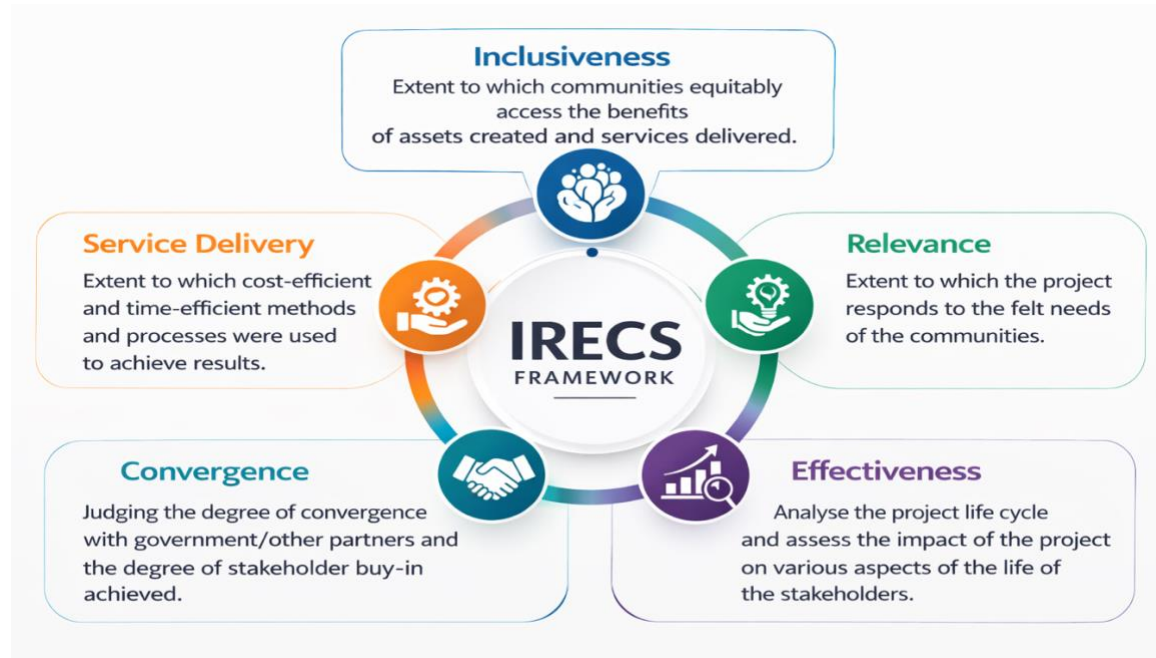 Inclusiveness
Extent to which communities equitably
access the benefits
of assets created and services delivered.
Service Delivery
Extent to which cost-efficient
and time-efficient methods
and processes were used
to achieve results.
Relevance
Extent to which the project
responds to the felt needs
of the communities.
IRECS
FRAMEWORK
Convergence
Judging the degree of convergence
with government/other partners and
the degree of stakeholder buy-in
achieved.
Effectiveness
Analyse the project life cycle
and assess the impact of the project
on various aspects of the life of
the stakeholders.